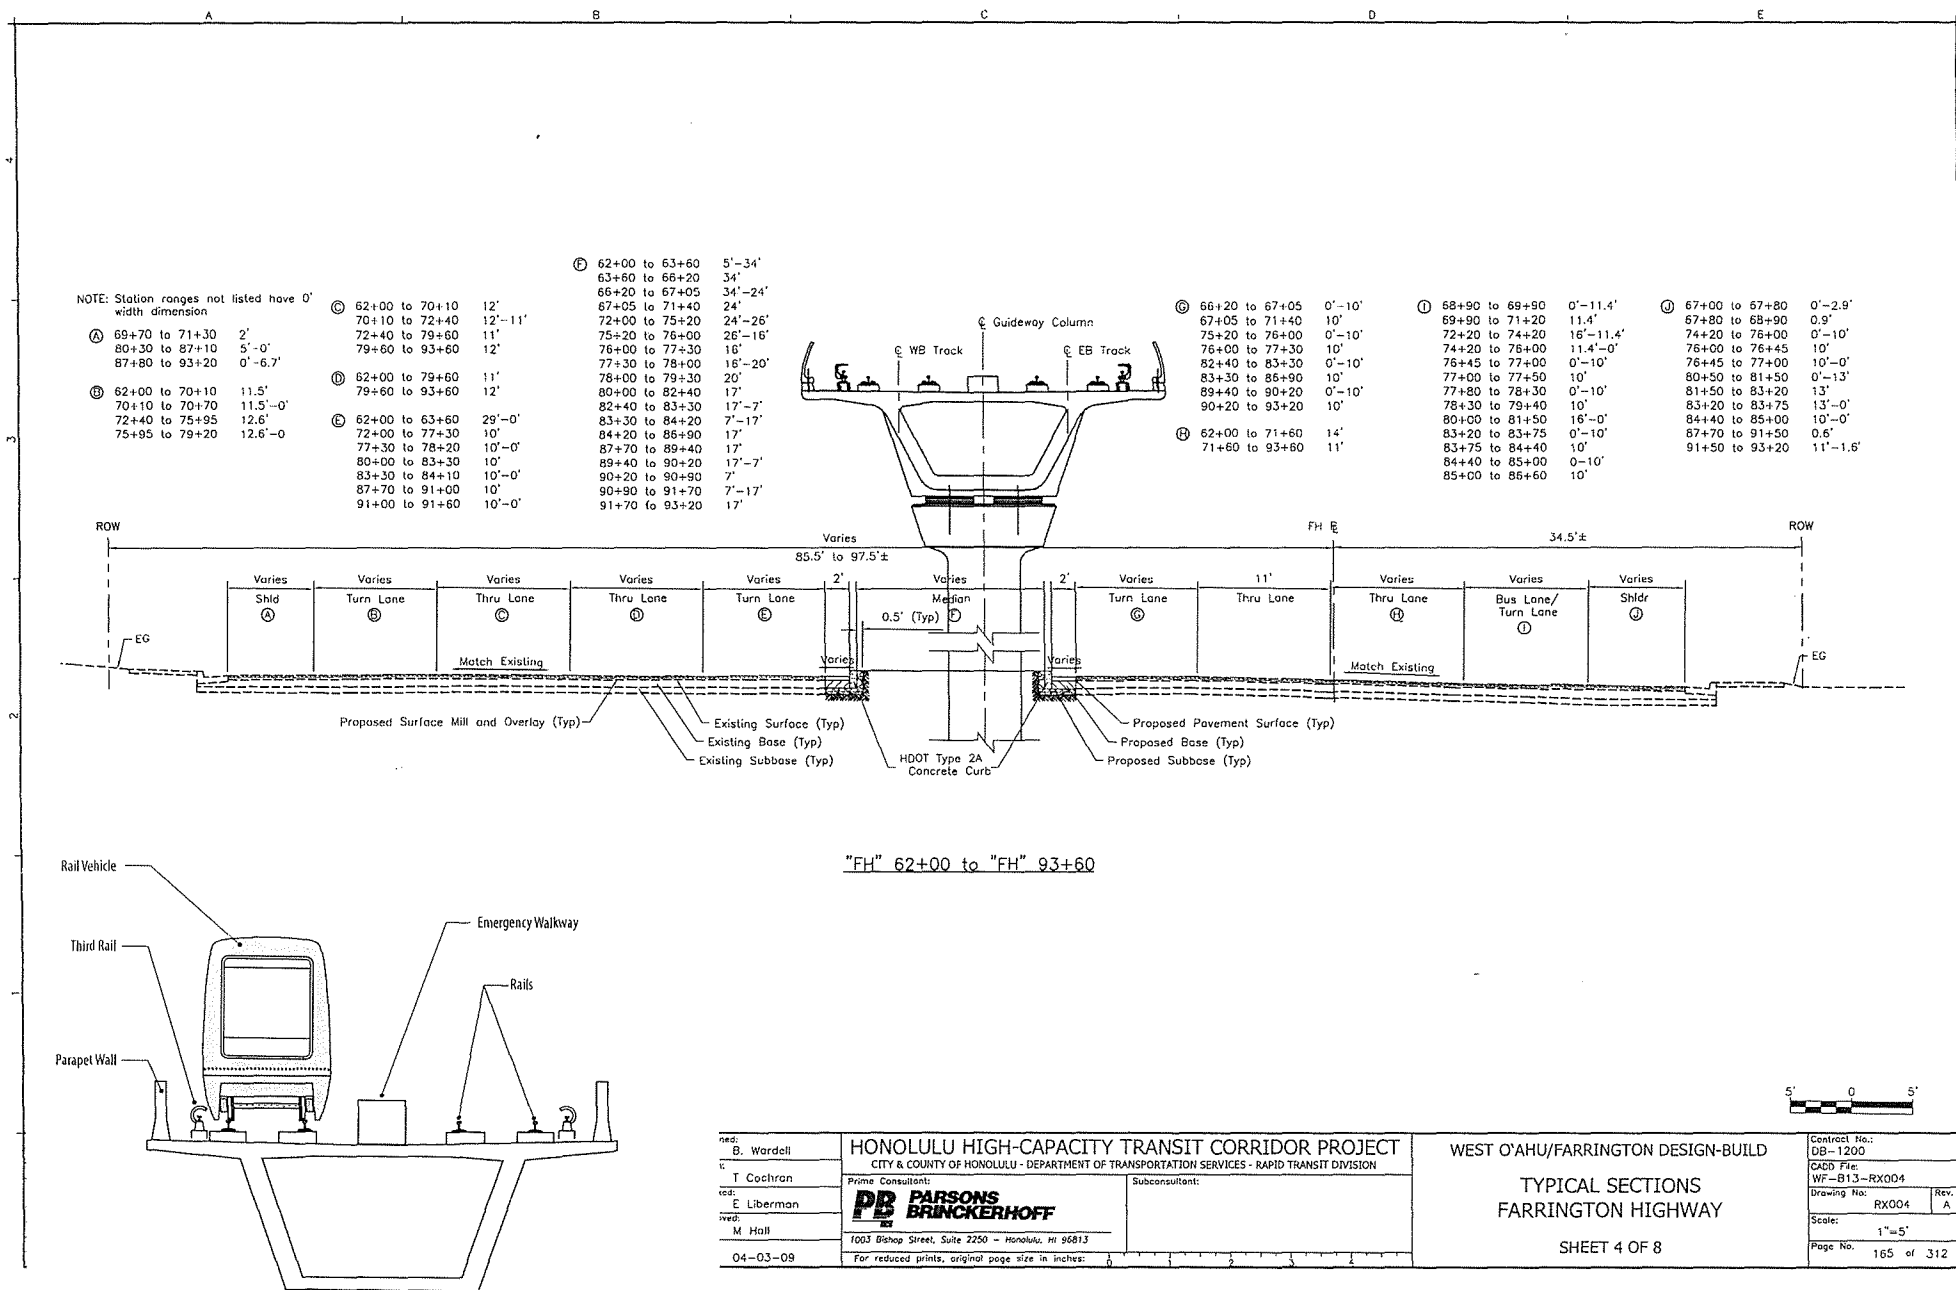 A B C D E
4
3
2
1
NOTE: Station ranges not listed have 0'
width dimension
Ⓐ 69+70 to 71+30 2'
80+30 to 87+10 5'-0'
87+80 to 93+20 0'-6.7'
Ⓑ 62+00 to 70+10 11.5'
70+10 to 70+70 11.5'-0'
72+40 to 75+95 12.6'
75+95 to 79+20 12.6'-0
Ⓒ 62+00 to 70+10 12'
70+10 to 72+40 12'-11'
72+40 to 79+60 11'
79+60 to 93+60 12'
Ⓓ 62+00 to 79+60 11'
79+60 to 93+60 12'
Ⓔ 62+00 to 63+60 29'-0'
72+00 to 77+30 10'
77+30 to 78+20 10'-0'
80+00 to 83+30 10'
83+30 to 84+10 10'-0'
87+70 to 91+00 10'
91+00 to 91+60 10'-0'
Ⓕ 62+00 to 63+60 5'-34'
63+60 to 66+20 34'
66+20 to 67+05 34'-24'
67+05 to 71+40 24'
72+00 to 75+20 24'-26'
75+20 to 76+00 26'-16'
76+00 to 77+30 16'
77+30 to 78+00 16'-20'
78+00 to 79+30 20'
80+00 to 82+40 17'
82+40 to 83+30 17'-7'
83+30 to 84+20 7'-17'
84+20 to 86+90 17'
87+70 to 89+40 17'
89+40 to 90+20 17'-7'
90+20 to 90+90 7'
90+90 to 91+70 7'-17'
91+70 to 93+20 17'
℄ Guideway Column
℄ WB Track
℄ EB Track
Ⓖ 66+20 to 67+05 0'-10'
67+05 to 71+40 10'
75+20 to 76+00 0'-10'
76+00 to 77+30 10'
82+40 to 83+30 0'-10'
83+30 to 86+90 10'
89+40 to 90+20 0'-10'
90+20 to 93+20 10'
Ⓗ 62+00 to 71+60 14'
71+60 to 93+60 11'
Ⓘ 68+90 to 69+90 0'-11.4'
69+90 to 71+20 11.4'
72+20 to 74+20 16'-11.4'
74+20 to 76+00 11.4'-0'
76+45 to 77+00 0'-10'
77+00 to 77+50 10'
77+80 to 78+30 0'-10'
78+30 to 79+40 10'
80+00 to 81+50 16'-0'
83+20 to 83+75 0'-10'
83+75 to 84+40 10'
84+40 to 85+00 0-10'
85+00 to 86+60 10'
Ⓙ 67+00 to 67+80 0'-2.9'
67+80 to 68+90 0.9'
74+20 to 76+00 0'-10'
76+00 to 76+45 10'
76+45 to 77+00 10'-0'
80+50 to 81+50 0'-13'
81+50 to 83+20 13'
83+20 to 83+75 13'-0'
84+40 to 85+00 10'-0'
87+70 to 91+50 0.6'
91+50 to 93+20 11'-1.6'
ROW Varies FH ROW
85.5' to 97.5'± 34.5'±
Varies Varies Varies Varies Varies 2' Varies 2' Varies 11' Varies Varies Varies
Shld Turn Lane Thru Lane Thru Lane Turn Lane Median Turn Lane Thru Lane Thru Lane Bus Lane/ Shldr
Turn Lane
Ⓐ Ⓑ Ⓒ Ⓓ Ⓔ Ⓕ Ⓖ Ⓗ Ⓘ Ⓙ
0.5' (Typ)
EG Match Existing Varies Varies Match Existing EG
Proposed Surface Mill and Overlay (Typ)
Existing Surface (Typ)
Existing Base (Typ)
Existing Subbase (Typ)
HDOT Type 2A
Concrete Curb
Proposed Pavement Surface (Typ)
Proposed Base (Typ)
Proposed Subbase (Typ)
"FH" 62+00 to "FH" 93+60
Rail Vehicle
Emergency Walkway
Third Rail
Rails
Parapet Wall
5' 0 5'
B. Wardell
T Cochran
E Liberman
M Hall
04-03-09
HONOLULU HIGH-CAPACITY TRANSIT CORRIDOR PROJECT
CITY & COUNTY OF HONOLULU - DEPARTMENT OF TRANSPORTATION SERVICES - RAPID TRANSIT DIVISION
Prime Consultant:
Subconsultant:
PB PARSONS
BRINCKERHOFF
1003 Bishop Street, Suite 2250 – Honolulu, HI 96813
For reduced prints, original page size in inches: 0 1 2 3 4
WEST O'AHU/FARRINGTON DESIGN-BUILD
TYPICAL SECTIONS
FARRINGTON HIGHWAY
SHEET 4 OF 8
Contract No.:
DB-1200
CADD File:
WF-B13-RX004
Drawing No: Rev.
RX004 A
Scale:
1"=5'
Page No. 165 of 312